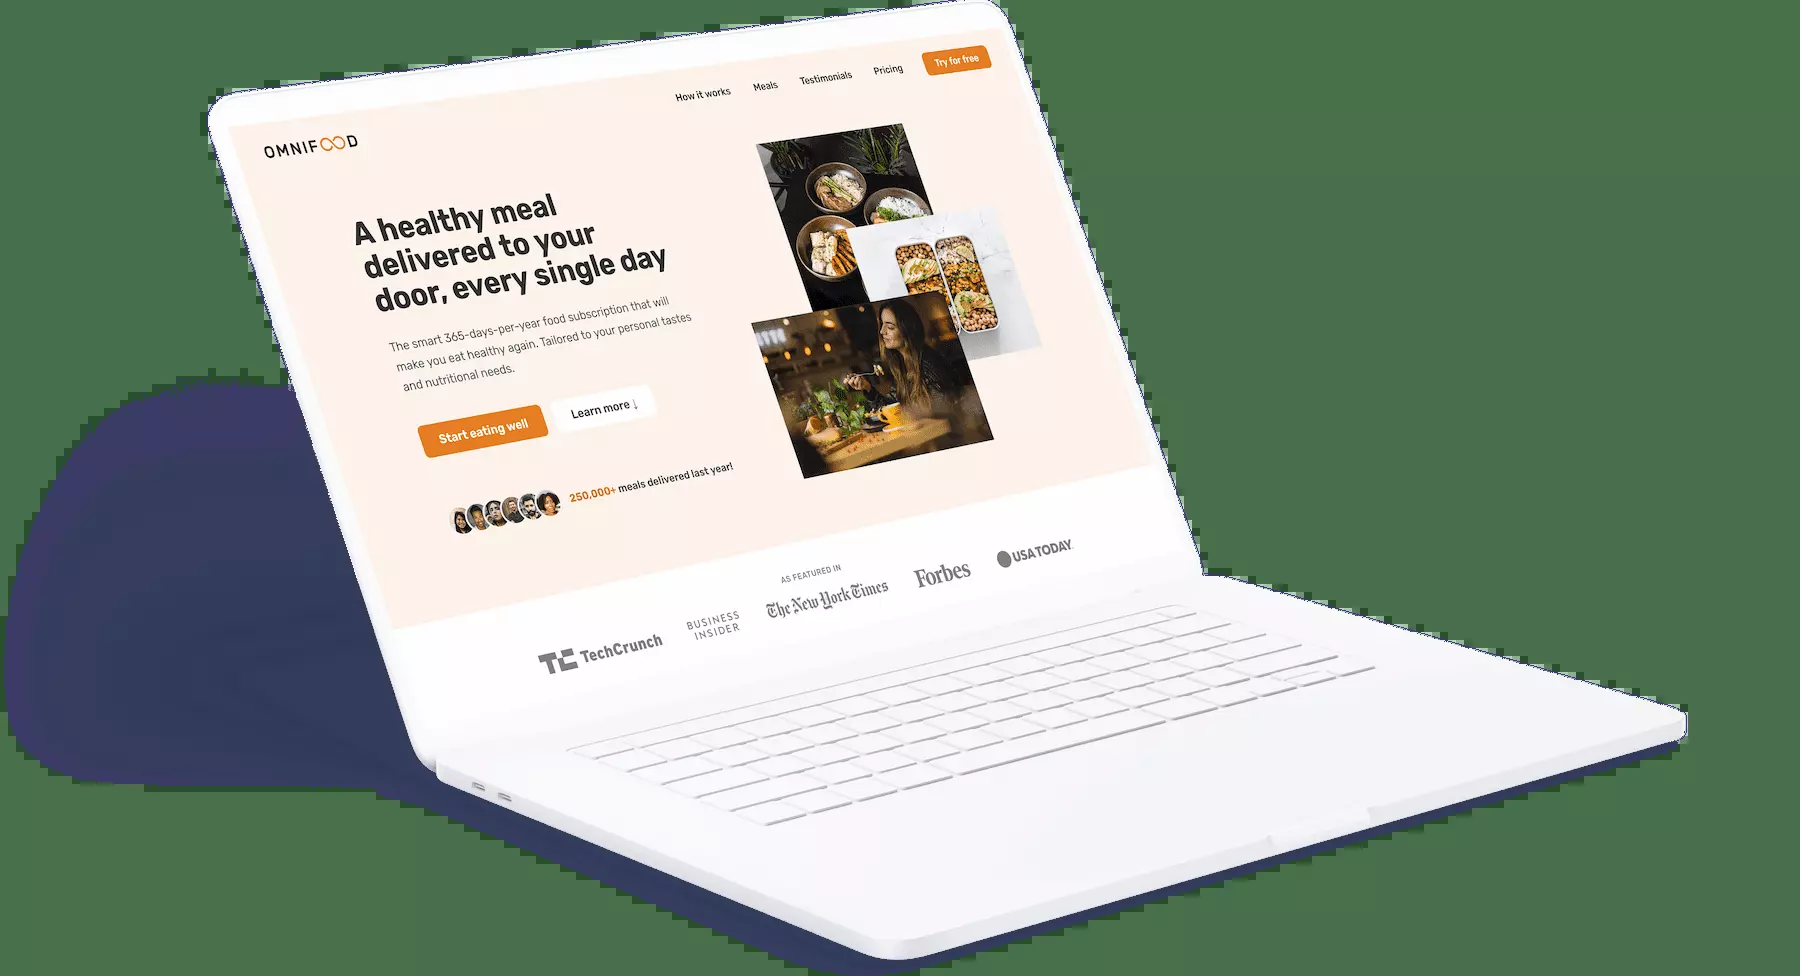 How it works
Meals
Testimonials
Pricing
Try for free
OMNIFOOD
A healthy meal
delivered to your
door, every single day
The smart 365-days-per-year food subscription that will
make you eat healthy again. Tailored to your personal tastes
and nutritional needs.
Start eating well
Learn more ↓
250,000+ meals delivered last year!
AS FEATURED IN
TC TechCrunch
BUSINESS
INSIDER
The New York Times
Forbes
USA TODAY